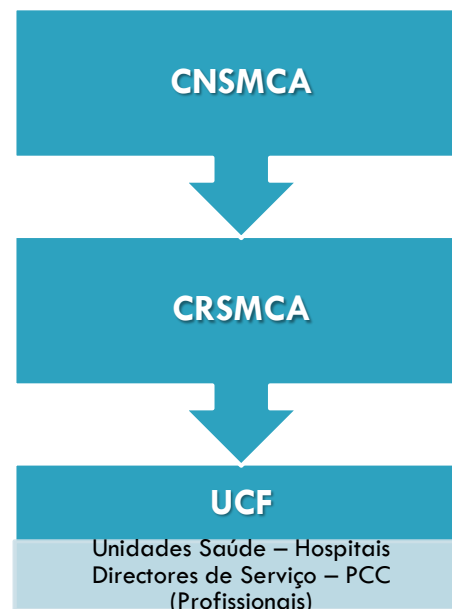 CNSMCA
CRSMCA
UCF
Unidades Saúde – Hospitais
Directores de Serviço – PCC
(Profissionais)